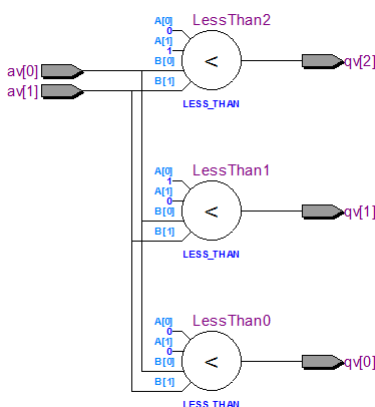 LessThan2
A[0]
0
A[1]
1
B[0]
B[1]
<
LESS_THAN
av[0]
av[1]
qv[2]
LessThan1
A[0]
1
A[1]
0
B[0]
B[1]
<
LESS_THAN
qv[1]
LessThan0
A[0]
0
A[1]
0
B[0]
B[1]
<
LESS_THAN
qv[0]